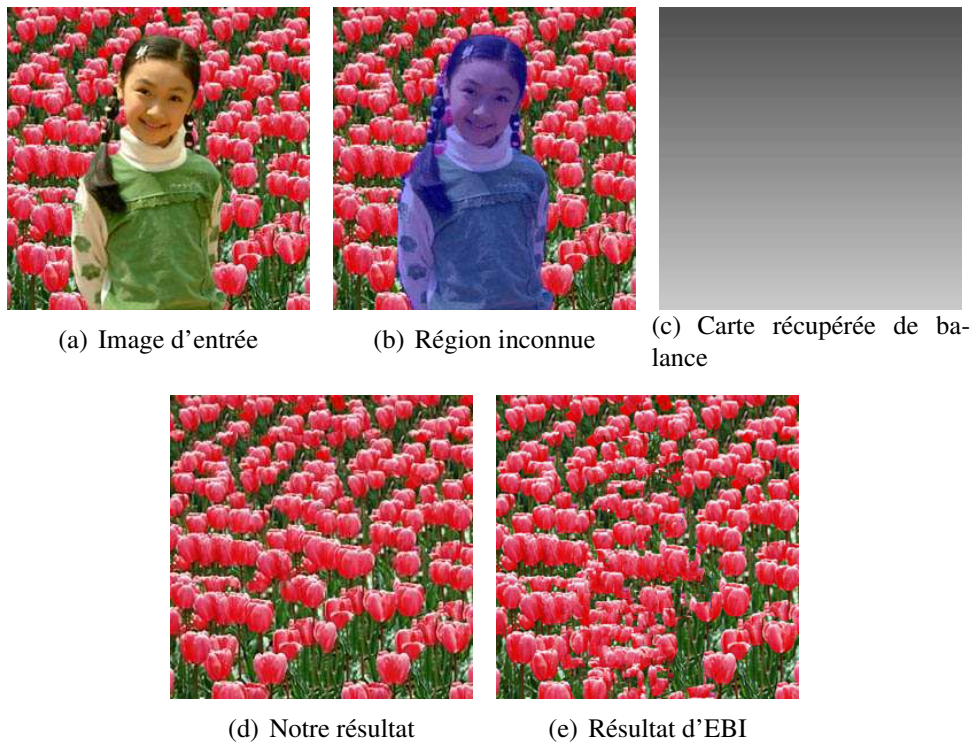 (a) Image d'entrée
(b) Région inconnue
(c) Carte récupérée de ba-
lance
(d) Notre résultat
(e) Résultat d'EBI